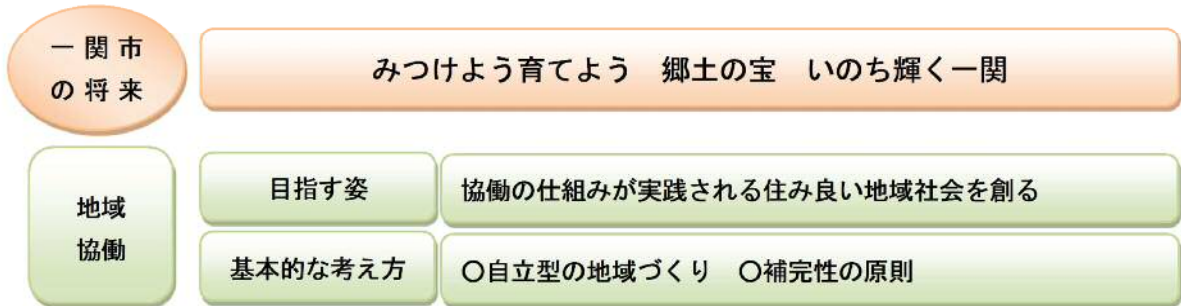 一関市
の将来
みつけよう育てよう　郷土の宝　いのち輝く一関
地域
協働
目指す姿
協働の仕組みが実践される住み良い地域社会を創る
基本的な考え方
〇自立型の地域づくり　〇補完性の原則